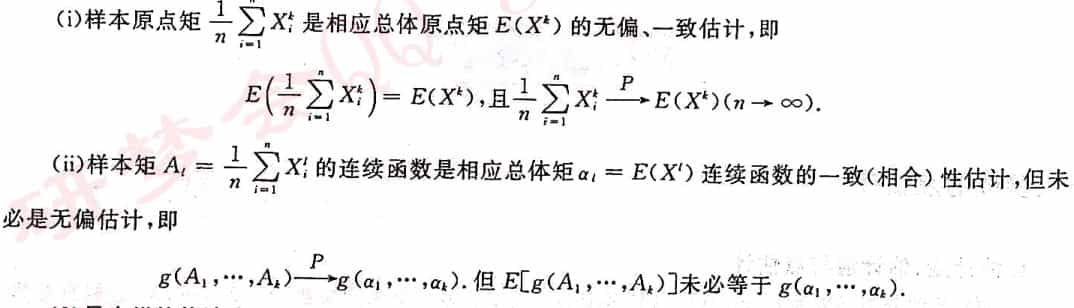 (i)样本原点矩 $\frac{1}{n}\sum_{i=1}^{n}X_i^k$ 是相应总体原点矩 $E(X^k)$ 的无偏、一致估计,即
$E\left(\frac{1}{n}\sum_{i=1}^{n}X_i^k\right)=E(X^k)$,且$\frac{1}{n}\sum_{i=1}^{n}X_i^k\xrightarrow{P}E(X^k)(n\to\infty)$.
(ii)样本矩 $A_l=\frac{1}{n}\sum_{i=1}^{n}X_i^l$ 的连续函数是相应总体矩 $\alpha_l=E(X^l)$ 连续函数的一致(相合)性估计,但未
必是无偏估计,即
$g(A_1,\cdots,A_k)\xrightarrow{P}g(\alpha_1,\cdots,\alpha_k)$.但 $E[g(A_1,\cdots,A_k)]$未必等于 $g(\alpha_1,\cdots,\alpha_k)$.